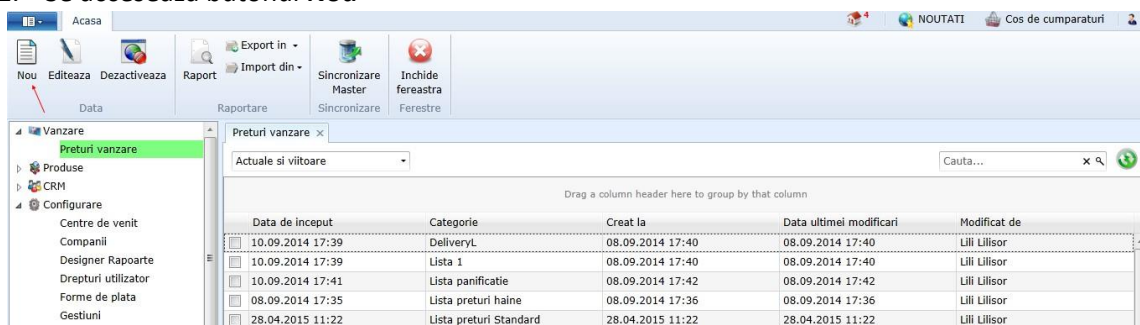 Acasa
4
NOUTATI
Cos de cumparaturi
Nou
Editeaza
Dezactiveaza
Raport
Export in
Import din
Sincronizare
Master
Inchide
fereastra
Data
Raportare
Sincronizare
Ferestre
Vanzare
Preturi vanzare
Produse
CRM
Configurare
Centre de venit
Companii
Designer Rapoarte
Drepturi utilizator
Forme de plata
Gestiuni
Preturi vanzare
Actuale si viitoare
Cauta...
Drag a column header here to group by that column
Data de inceput Categorie Creat la Data ultimei modificari Modificat de
10.09.2014 17:39 DeliveryL 08.09.2014 17:40 08.09.2014 17:40 Lili Lilisor
10.09.2014 17:39 Lista 1 08.09.2014 17:40 08.09.2014 17:40 Lili Lilisor
10.09.2014 17:41 Lista panificatie 08.09.2014 17:42 08.09.2014 17:42 Lili Lilisor
08.09.2014 17:35 Lista preturi haine 08.09.2014 17:36 08.09.2014 17:36 Lili Lilisor
28.04.2015 11:22 Lista preturi Standard 28.04.2015 11:22 28.04.2015 11:22 Lili Lilisor